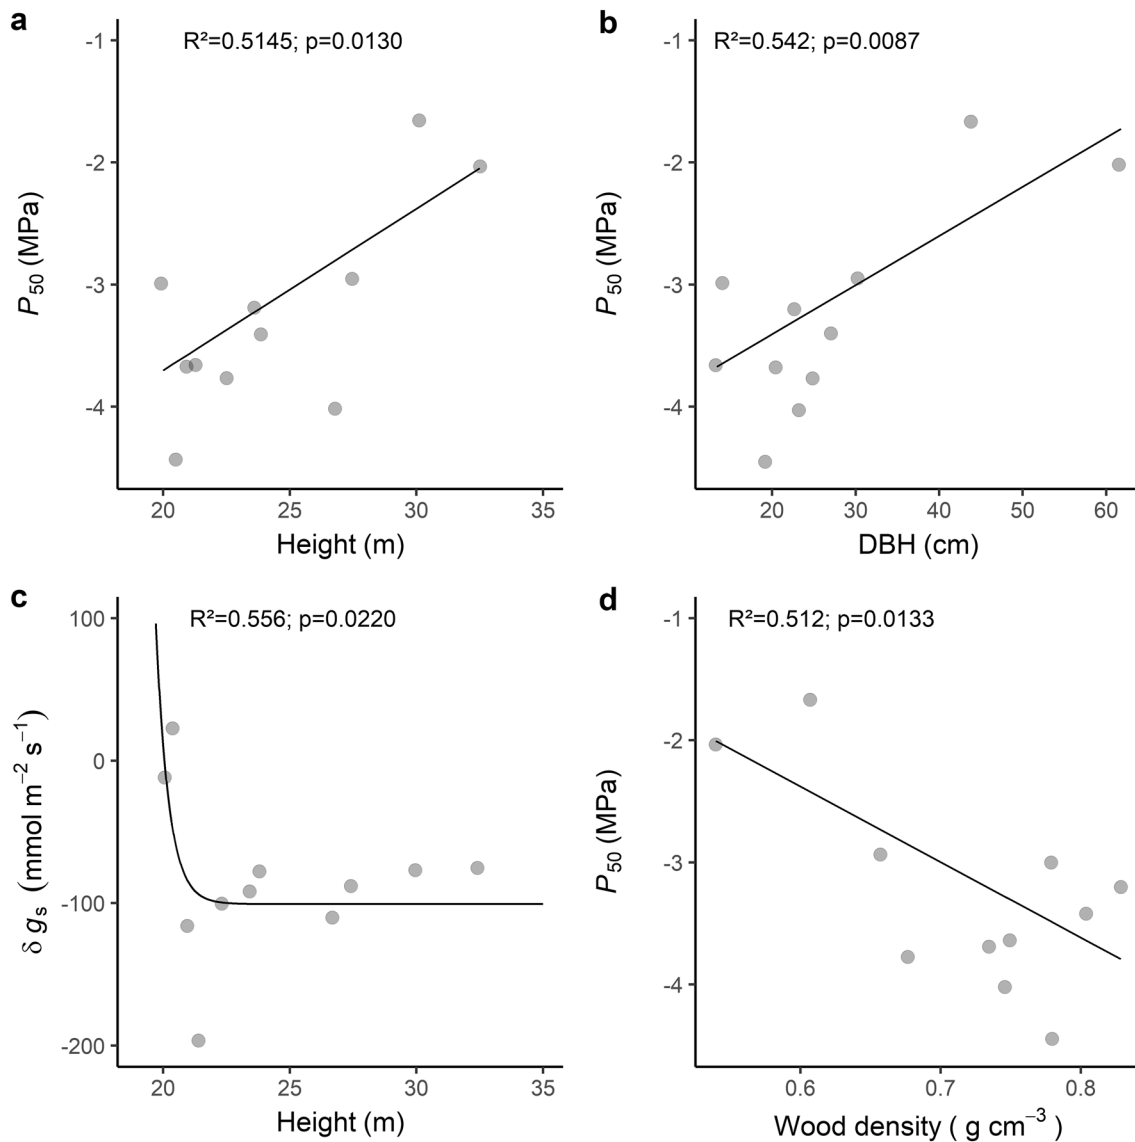 a
R²=0.5145; p=0.0130
-1
-2
-3
-4
P50 (MPa)
20 25 30 35
Height (m)
b
R²=0.542; p=0.0087
-1
-2
-3
-4
P50 (MPa)
20 30 40 50 60
DBH (cm)
c
R²=0.556; p=0.0220
100
0
-100
-200
δ gs (mmol m−2 s−1)
20 25 30 35
Height (m)
d
R²=0.512; p=0.0133
-1
-2
-3
-4
P50 (MPa)
0.6 0.7 0.8
Wood density ( g cm−3 )